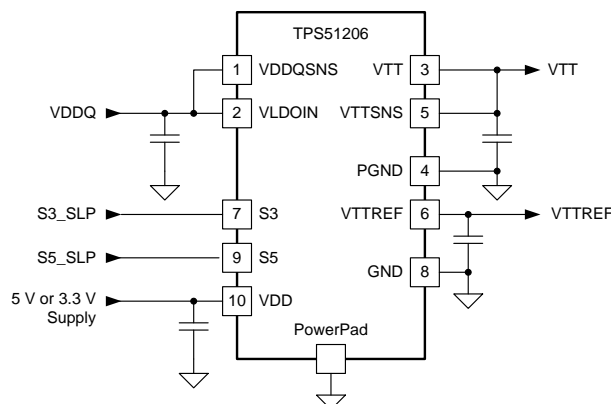 TPS51206
1 VDDQSNS VTT 3 VTT
VDDQ 2 VLDOIN VTTSNS 5
PGND 4
S3_SLP 7 S3 VTTREF 6 VTTREF
S5_SLP 9 S5
GND 8
5 V or 3.3 V
Supply
10 VDD
PowerPad